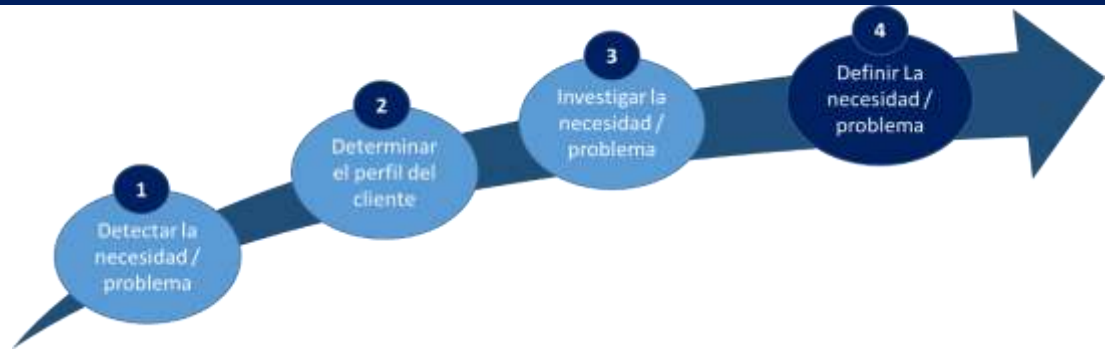 1
Detectar la
necesidad /
problema
2
Determinar
el perfil del
cliente
3
Investigar la
necesidad /
problema
4
Definir La
necesidad /
problema